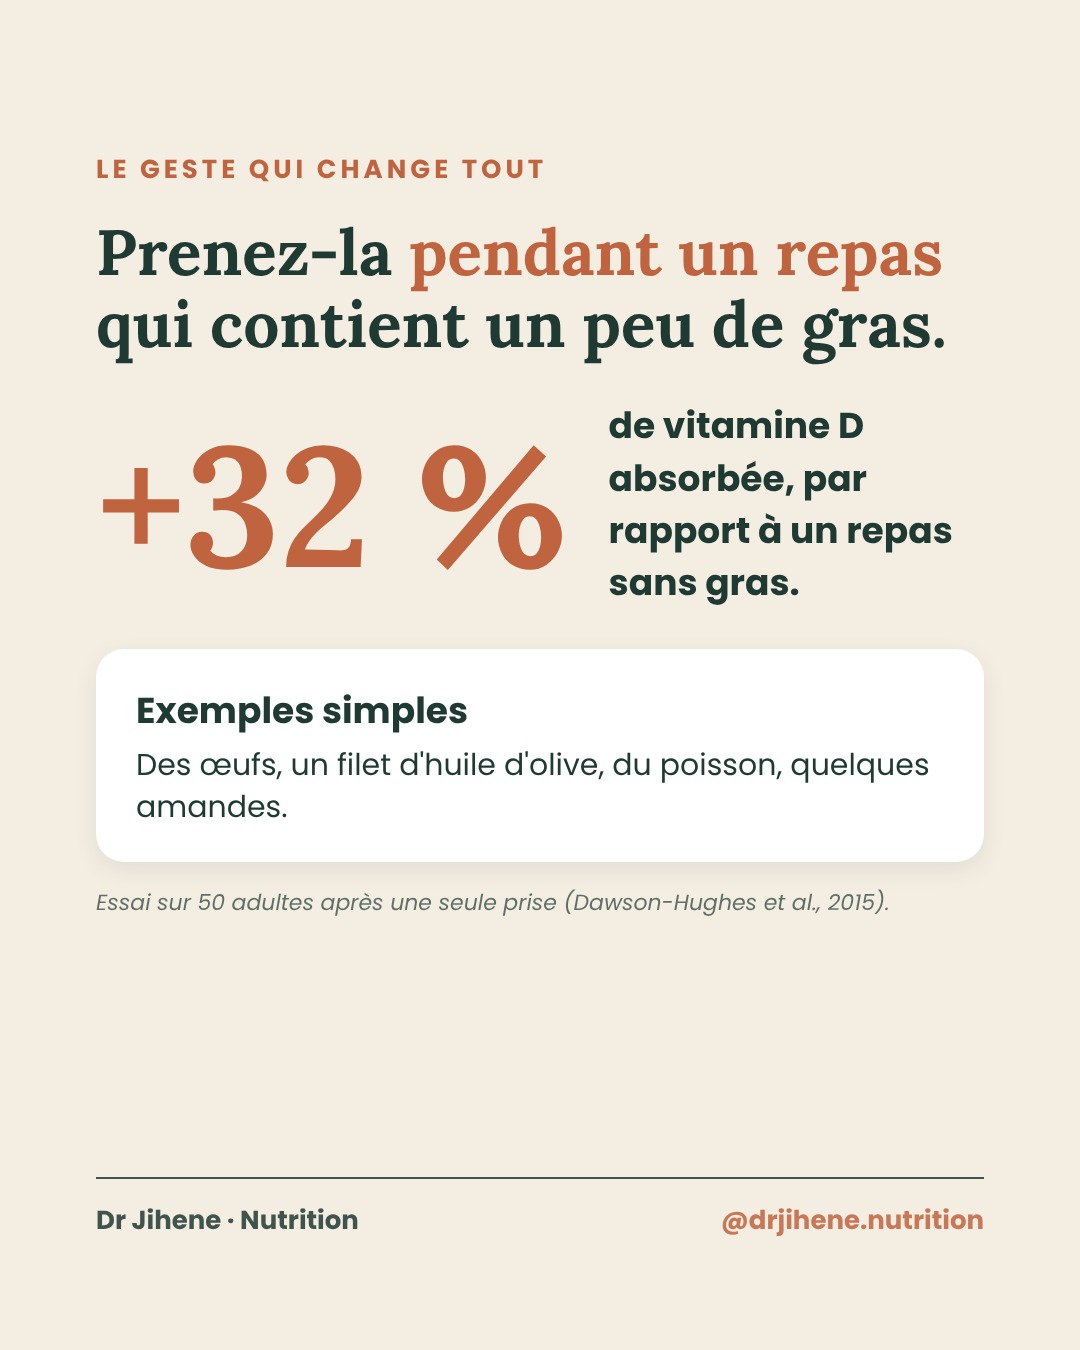 LE GESTE QUI CHANGE TOUT
Prenez-la pendant un repas
qui contient un peu de gras.
+32 %
de vitamine D
absorbée, par
rapport à un repas
sans gras.
Exemples simples
Des œufs, un filet d'huile d'olive, du poisson, quelques
amandes.
Essai sur 50 adultes après une seule prise (Dawson-Hughes et al., 2015).
Dr Jihene · Nutrition
@drjihene.nutrition